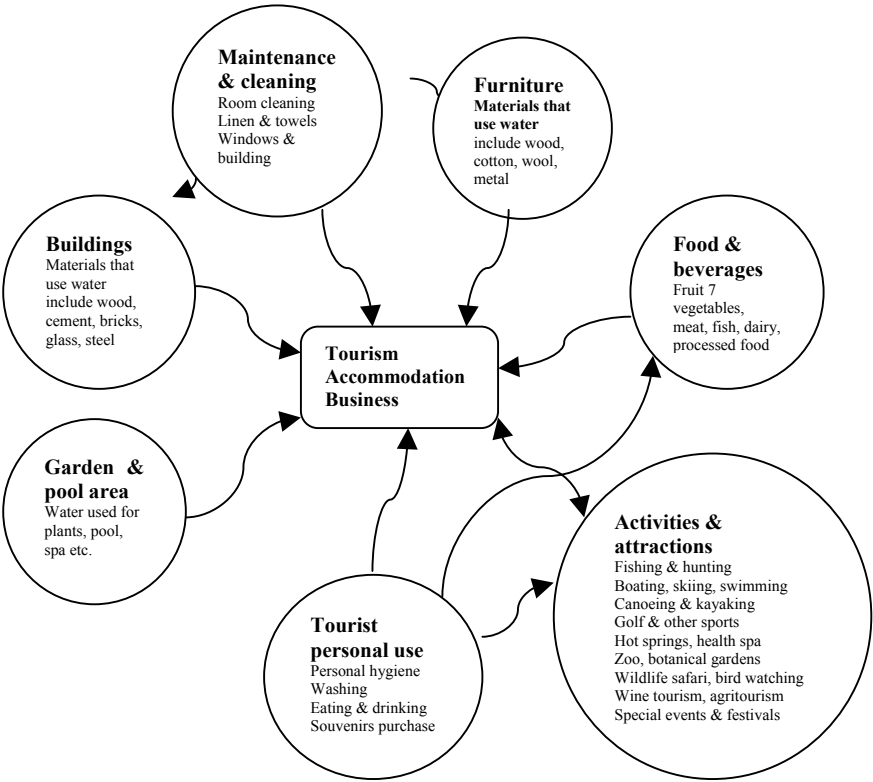 Maintenance
& cleaning
Room cleaning
Linen & towels
Windows &
building
Furniture
Materials that
use water
include wood,
cotton, wool,
metal
Buildings
Materials that
use water
include wood,
cement, bricks,
glass, steel
Food &
beverages
Fruit 7
vegetables,
meat, fish, dairy,
processed food
Tourism
Accommodation
Business
Garden &
pool area
Water used for
plants, pool,
spa etc.
Activities &
attractions
Fishing & hunting
Boating, skiing, swimming
Canoeing & kayaking
Golf & other sports
Hot springs, health spa
Zoo, botanical gardens
Wildlife safari, bird watching
Wine tourism, agritourism
Special events & festivals
Tourist
personal use
Personal hygiene
Washing
Eating & drinking
Souvenirs purchase